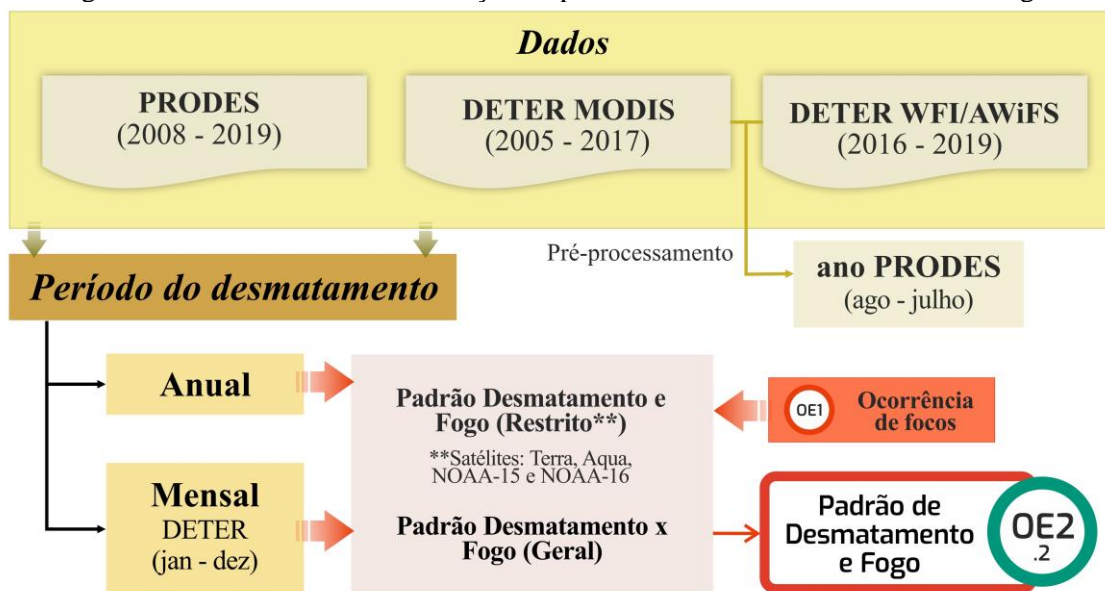 Dados
PRODES
(2008 - 2019)
DETER MODIS
(2005 - 2017)
DETER WFI/AWiFS
(2016 - 2019)
Pré-processamento
ano PRODES
(ago - julho)
Período do desmatamento
Anual
Mensal
DETER
(jan - dez)
Padrão Desmatamento e
Fogo (Restrito**)
**Satélites: Terra, Aqua,
NOAA-15 e NOAA-16
Padrão Desmatamento x
Fogo (Geral)
OE1
Ocorrência
de focos
Padrão de
Desmatamento
e Fogo
OE2
.2